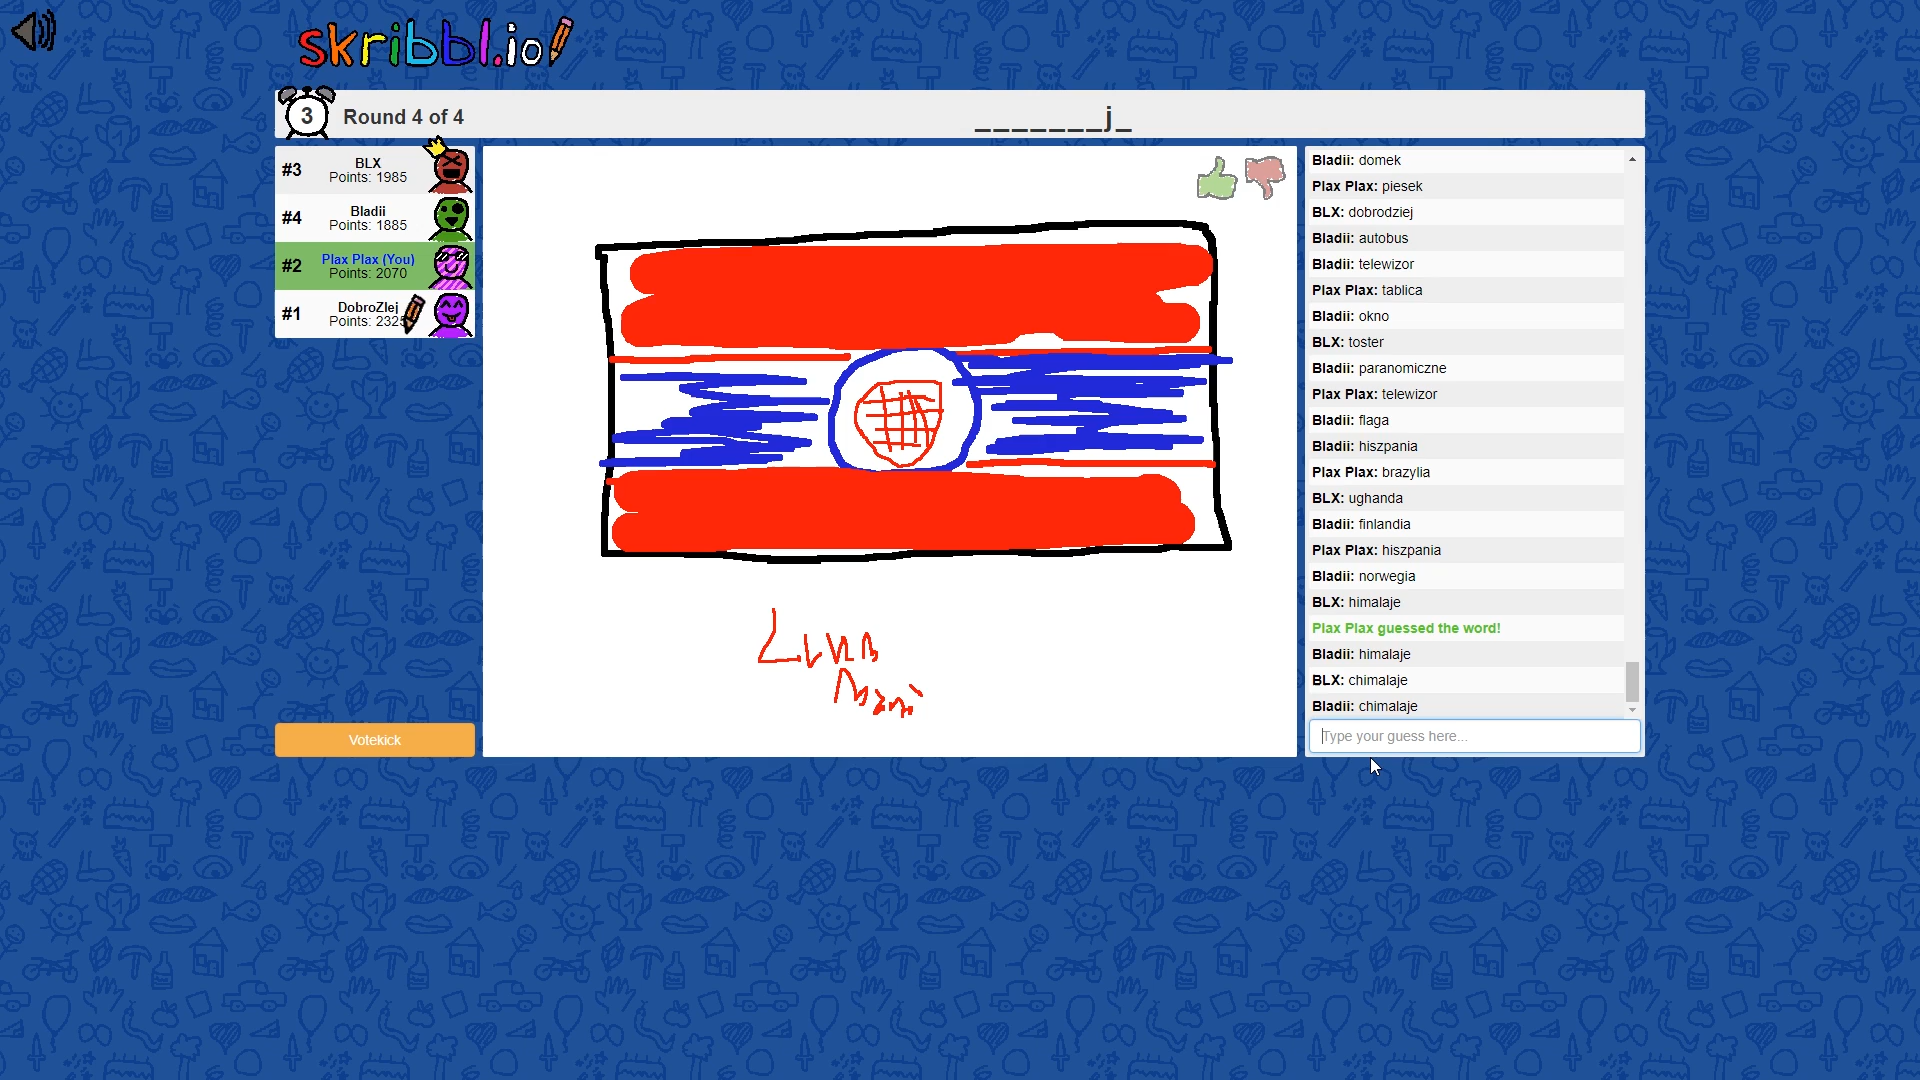 skribbl.io
3
Round 4 of 4
_______j_
#3
BLX
Points: 1985
#4
Bladii
Points: 1885
#2
Plax Plax (You)
Points: 2070
#1
DobroZlej
Points: 2325
Votekick
Bladii: domek
Plax Plax: piesek
BLX: dobrodziej
Bladii: autobus
Bladii: telewizor
Plax Plax: tablica
Bladii: okno
BLX: toster
Bladii: paranomiczne
Plax Plax: telewizor
Bladii: flaga
Bladii: hiszpania
Plax Plax: brazylia
BLX: ughanda
Bladii: finlandia
Plax Plax: hiszpania
Bladii: norwegia
BLX: himalaje
Plax Plax guessed the word!
Bladii: himalaje
BLX: chimalaje
Bladii: chimalaje
Type your guess here...